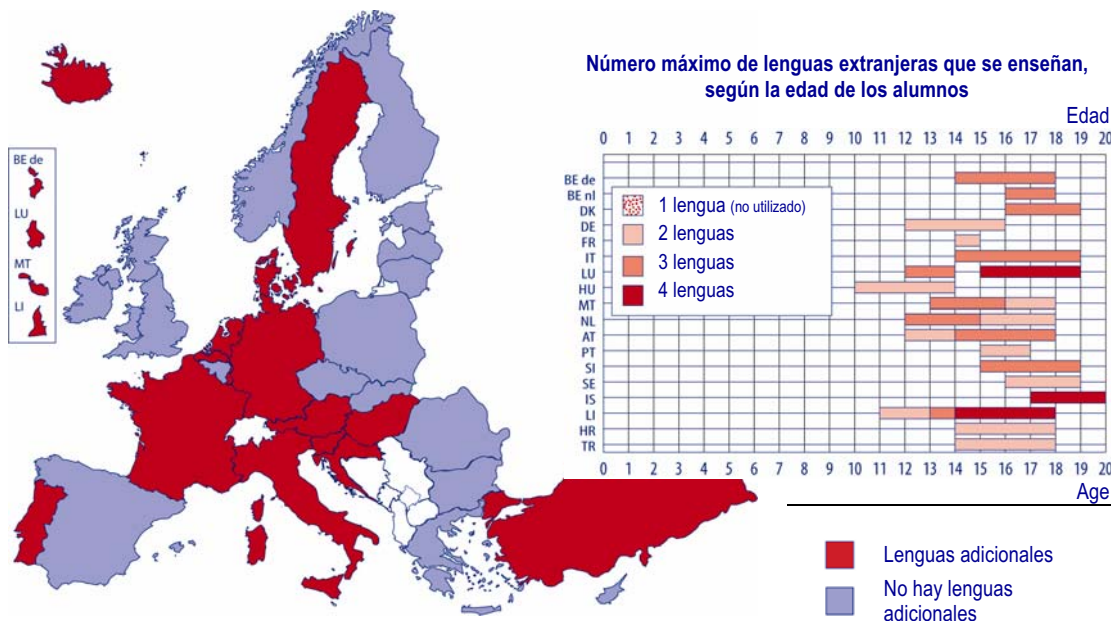 Número máximo de lenguas extranjeras que se enseñan,
según la edad de los alumnos
Edad
0 1 2 3 4 5 6 7 8 9 10 11 12 13 14 15 16 17 18 19 20
BE de
LU
MT
LI
BE de
BE nl
DK
DE
FR
IT
LU
HU
MT
NL
AT
PT
SI
SE
IS
LI
HR
TR
1 lengua (no utilizado)
2 lenguas
3 lenguas
4 lenguas
0 1 2 3 4 5 6 7 8 9 10 11 12 13 14 15 16 17 18 19 20
Age
Lenguas adicionales
No hay lenguas
adicionales